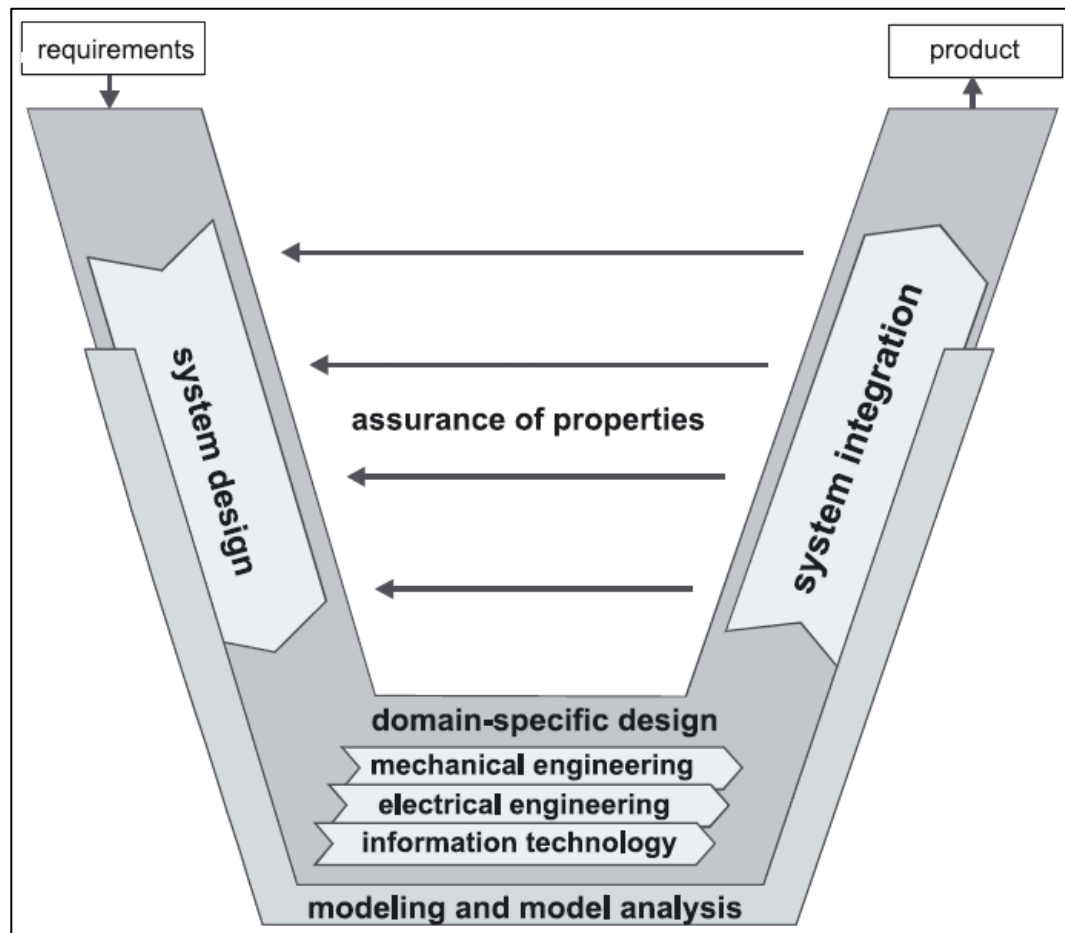 requirements
product
system design
system integration
assurance of properties
domain-specific design
mechanical engineering
electrical engineering
information technology
modeling and model analysis